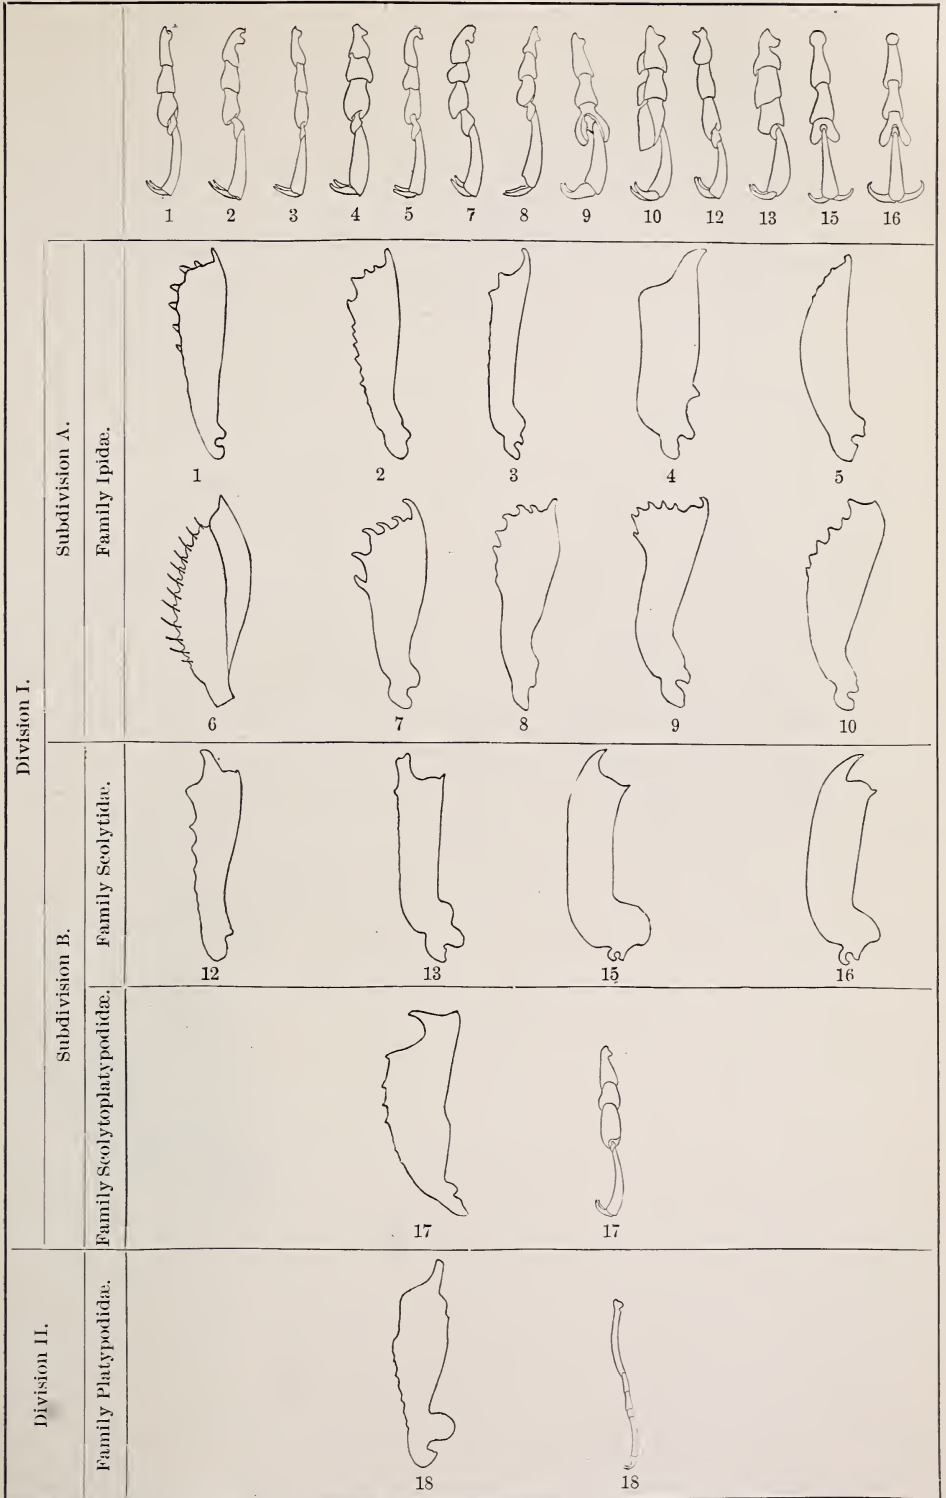 1 2 3 4 5 7 8 9 10 12 13 15 16
Division I.
Subdivision A.
Family Ipidæ.
1 2 3 4 5
6 7 8 9 10
Subdivision B.
Family Scolytidæ.
12 13 15 16
Family Scolytoplatypodidæ.
17 17
Division II.
Family Platypodidæ.
18 18